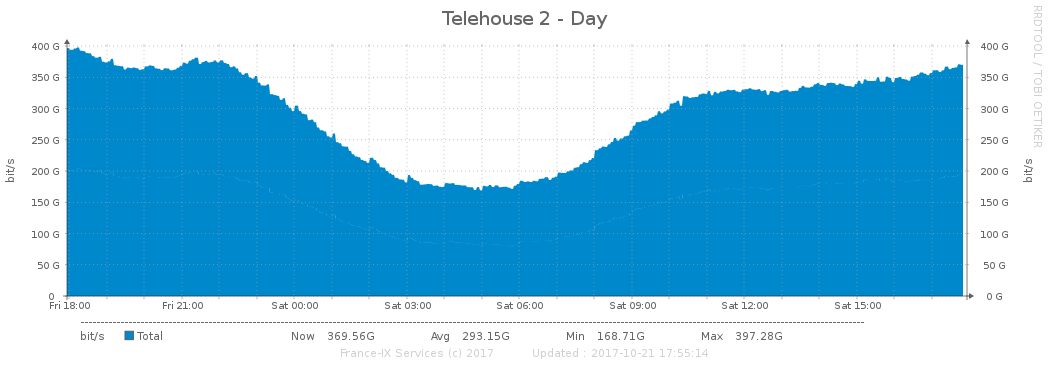 Telehouse 2 - Day
RRDTOOL / TOBI OETIKER
bit/s
400 G
350 G
300 G
250 G
200 G
150 G
100 G
50 G
0
400 G
350 G
300 G
250 G
200 G
150 G
100 G
50 G
0 G
bit/s
Fri 18:00 Fri 21:00 Sat 00:00 Sat 03:00 Sat 06:00 Sat 09:00 Sat 12:00 Sat 15:00
bit/s Total Now 369.56G Avg 293.15G Min 168.71G Max 397.28G
France-IX Services (c) 2017 Updated : 2017-10-21 17:55:14